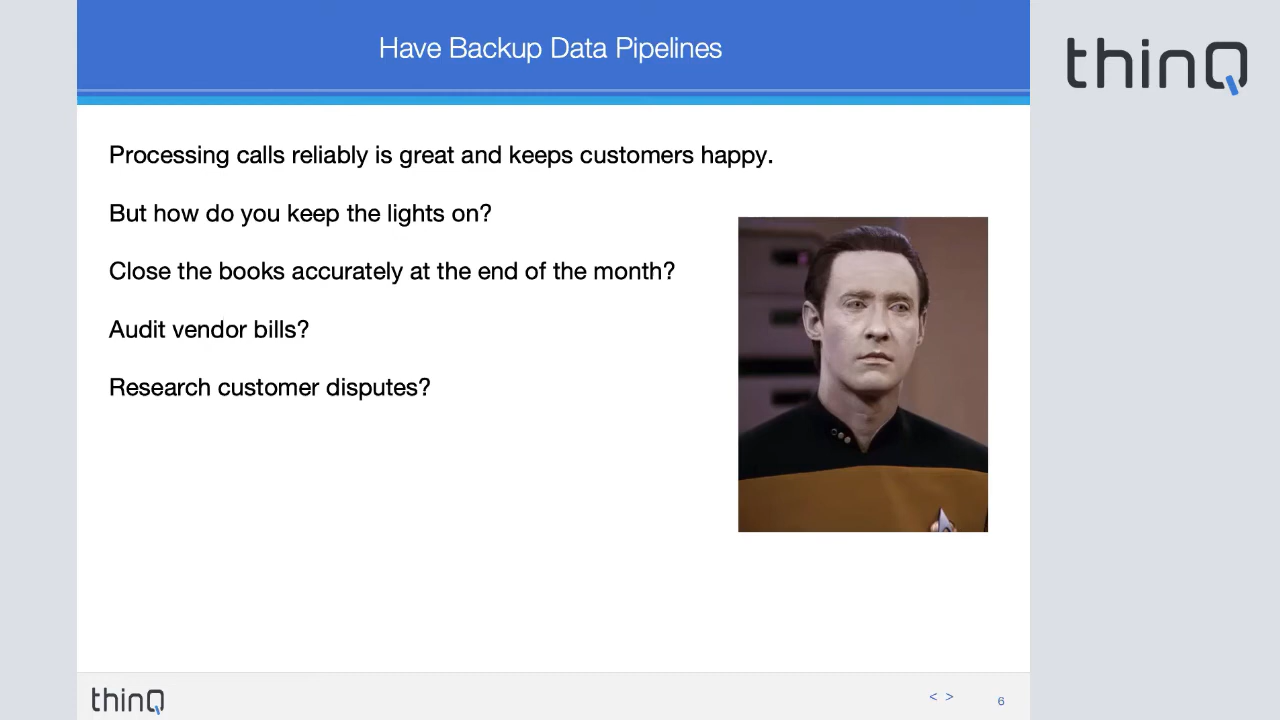 Have Backup Data Pipelines
thinQ
Processing calls reliably is great and keeps customers happy.
But how do you keep the lights on?
Close the books accurately at the end of the month?
Audit vendor bills?
Research customer disputes?
thinQ
< >
6